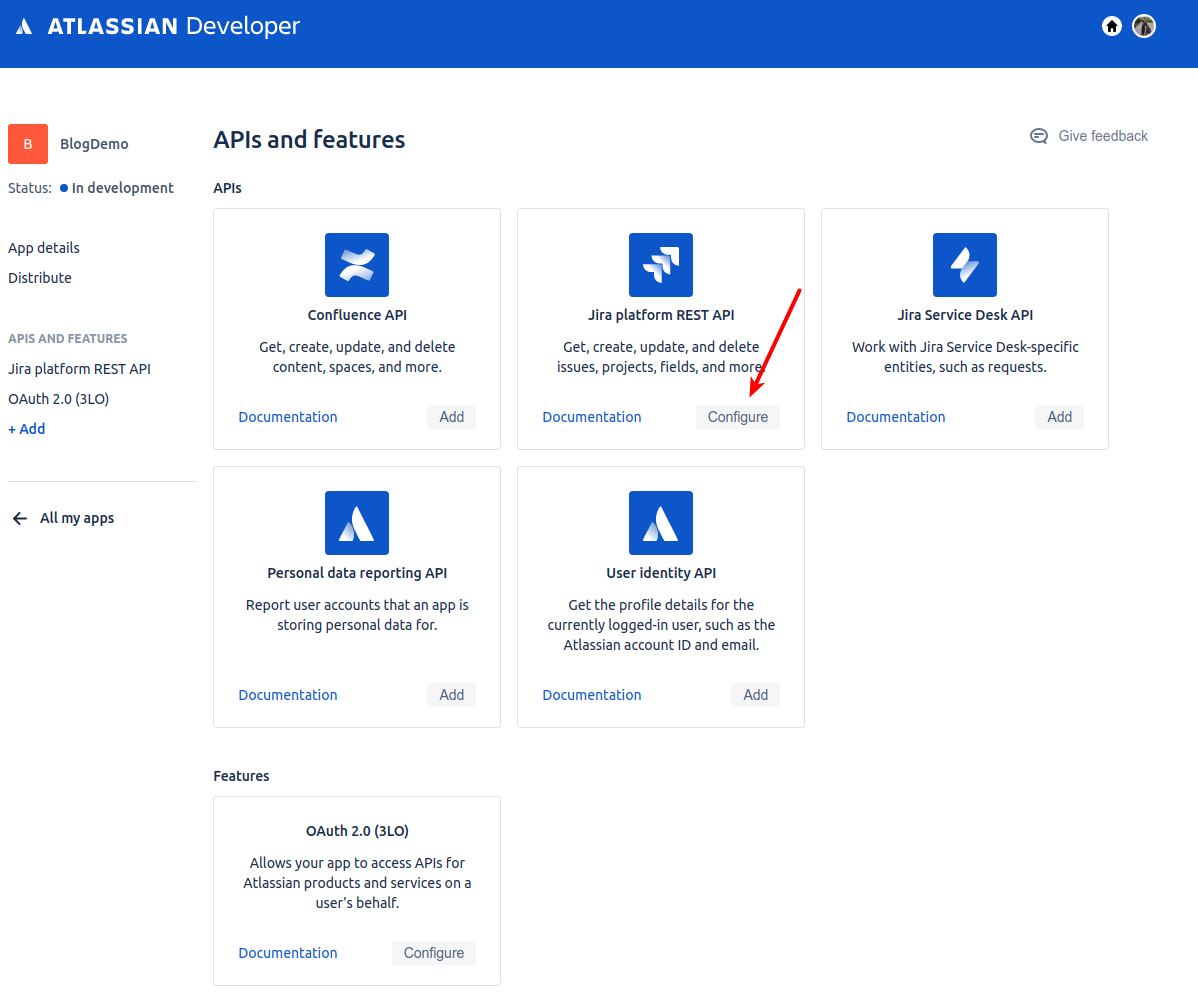 ATLASSIAN Developer
B
BlogDemo
Status: In development
App details
Distribute
APIS AND FEATURES
Jira platform REST API
OAuth 2.0 (3LO)
+ Add
All my apps
APIs and features
Give feedback
APIs
Confluence API
Get, create, update, and delete
content, spaces, and more.
Documentation
Add
Jira platform REST API
Get, create, update, and delete
issues, projects, fields, and more.
Documentation
Configure
Jira Service Desk API
Work with Jira Service Desk-specific
entities, such as requests.
Documentation
Add
Personal data reporting API
Report user accounts that an app is
storing personal data for.
Documentation
Add
User identity API
Get the profile details for the
currently logged-in user, such as the
Atlassian account ID and email.
Documentation
Add
Features
OAuth 2.0 (3LO)
Allows your app to access APIs for
Atlassian products and services on a
user’s behalf.
Documentation
Configure